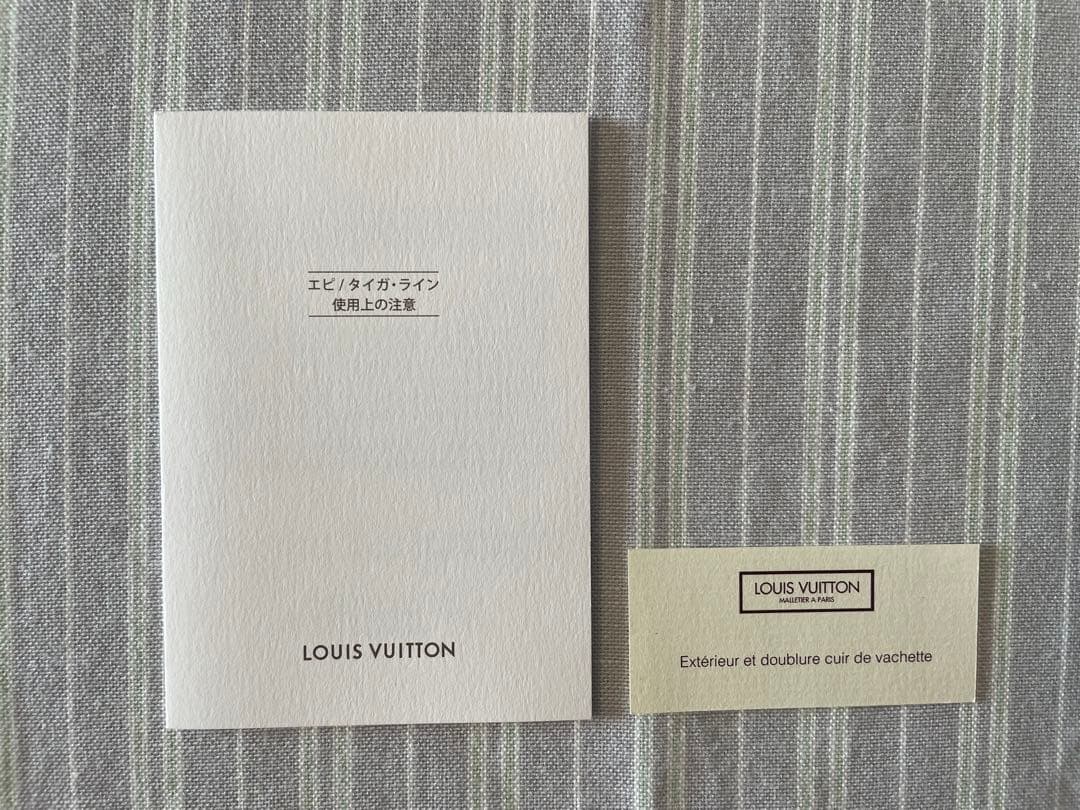 エピ / タイガ・ライン
使用上の注意
LOUIS VUITTON
LOUIS VUITTON
MALLETIER A PARIS
Extérieur et doublure cuir de vachette